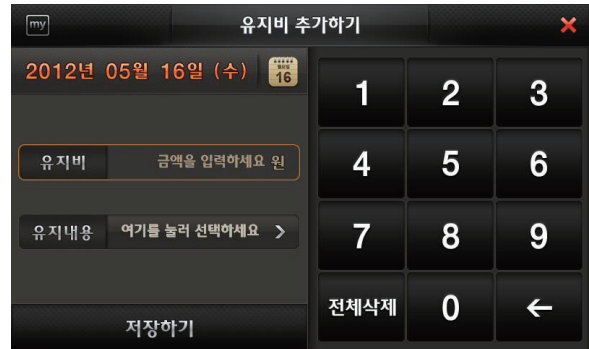 my
유지비 추가하기
2012년 05월 16일 (수)
16
유지비 금액을 입력하세요 원
유지내용 여기를 눌러 선택하세요
저장하기
1 2 3
4 5 6
7 8 9
전체삭제 0